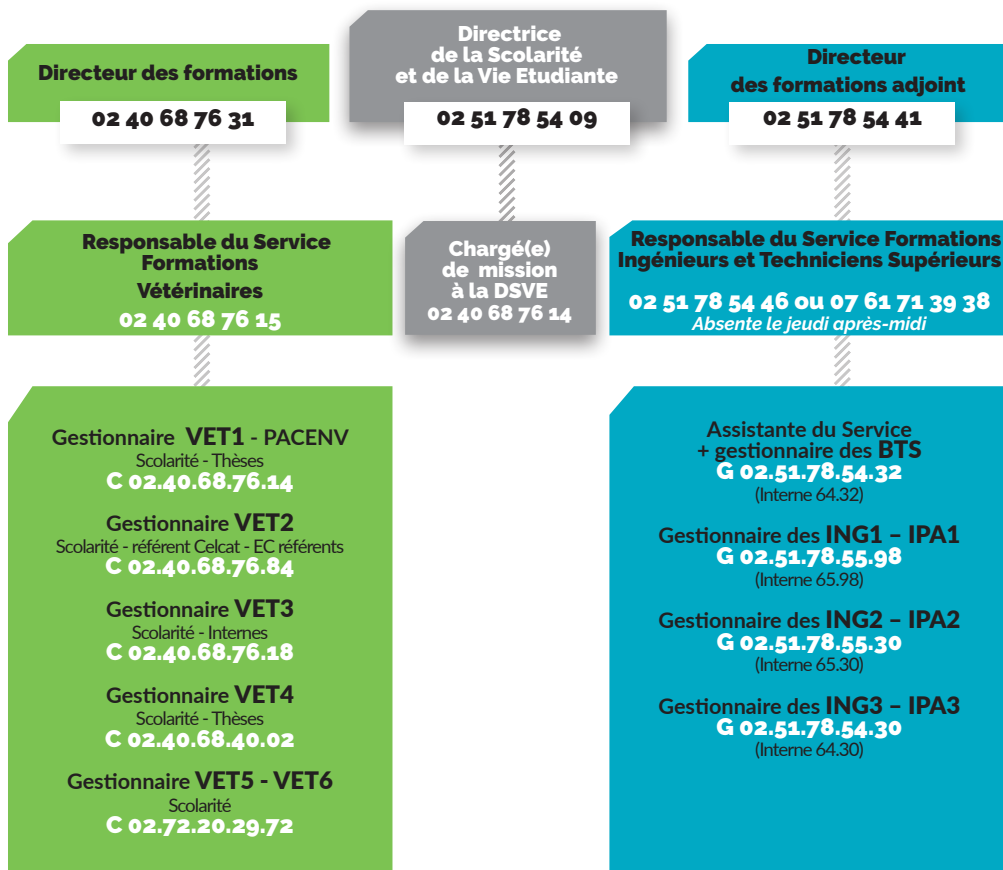 Directeur des formations
02 40 68 76 31
Directrice
de la Scolarité
et de la Vie Etudiante
02 51 78 54 09
Directeur
des formations adjoint
02 51 78 54 41
Responsable du Service
Formations
Vétérinaires
02 40 68 76 15
Chargé(e)
de mission
à la DSVE
02 40 68 76 14
Responsable du Service Formations
Ingénieurs et Techniciens Supérieurs
02 51 78 54 46 ou 07 61 71 39 38
Absente le jeudi après-midi
Gestionnaire VET1 - PACENV
Scolarité - Thèses
C 02.40.68.76.14
Gestionnaire VET2
Scolarité - référent Celcat - EC référents
C 02.40.68.76.84
Gestionnaire VET3
Scolarité - Internes
C 02.40.68.76.18
Gestionnaire VET4
Scolarité - Thèses
C 02.40.68.40.02
Gestionnaire VET5 - VET6
Scolarité
C 02.72.20.29.72
Assistante du Service
+ gestionnaire des BTS
G 02.51.78.54.32
(Interne 64.32)
Gestionnaire des ING1 – IPA1
G 02.51.78.55.98
(Interne 65.98)
Gestionnaire des ING2 – IPA2
G 02.51.78.55.30
(Interne 65.30)
Gestionnaire des ING3 – IPA3
G 02.51.78.54.30
(Interne 64.30)